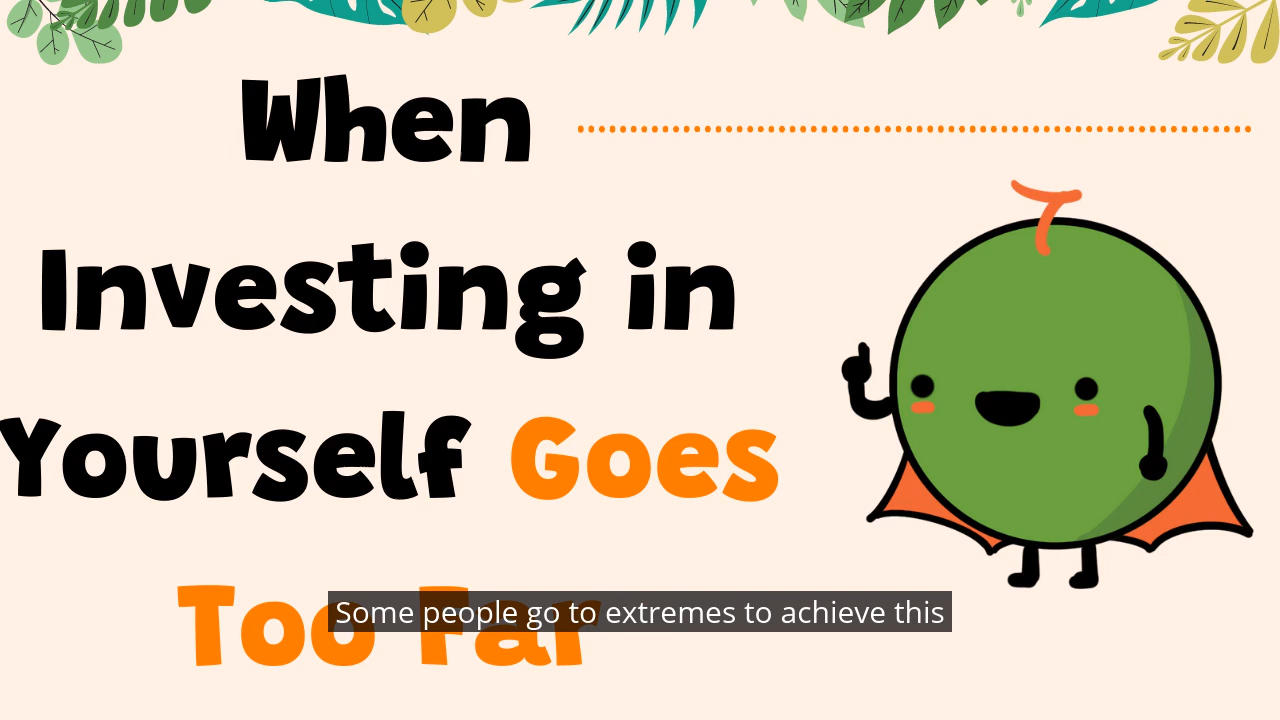 When
Investing in
Yourself Goes
Too Far
Some people go to extremes to achieve this